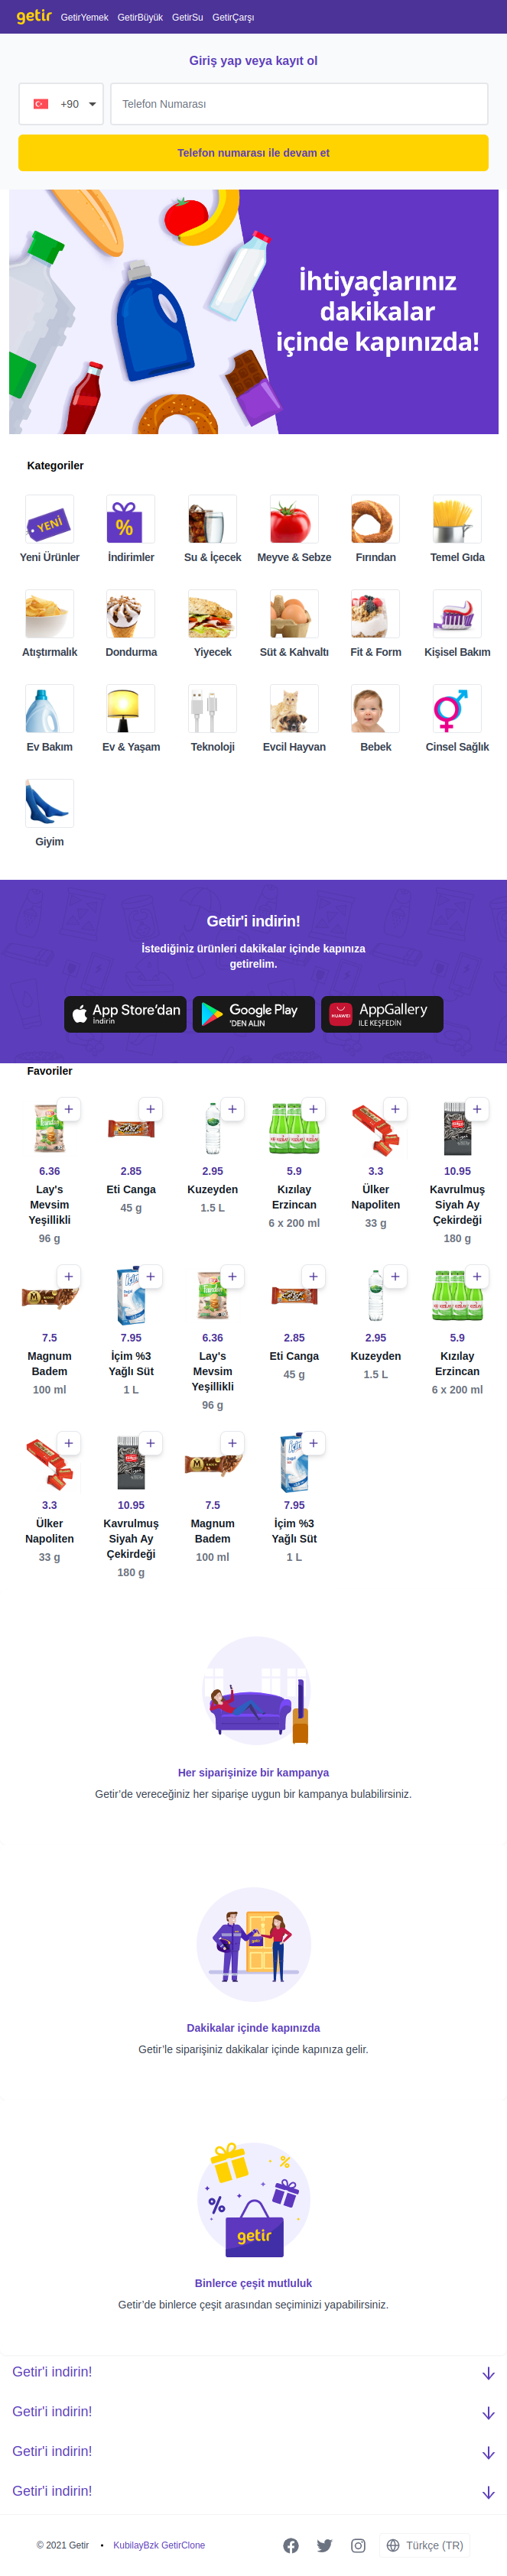 getir GetirYemek GetirBüyük GetirSu GetirÇarşı
Giriş yap veya kayıt ol
+90 Telefon Numarası
Telefon numarası ile devam et
İhtiyaçlarınız
dakikalar
içinde kapınızda!
Kategoriler
YENİ %
Yeni Ürünler İndirimler Su & İçecek Meyve & Sebze Fırından Temel Gıda
Atıştırmalık Dondurma Yiyecek Süt & Kahvaltı Fit & Form Kişisel Bakım
Ev Bakım Ev & Yaşam Teknoloji Evcil Hayvan Bebek Cinsel Sağlık
Giyim
Getir'i indirin!
İstediğiniz ürünleri dakikalar içinde kapınıza
getirelim.
App Store'dan Google Play AppGallery
İndirin 'DEN ALIN HUAWEI İLE KEŞFEDİN
Favoriler
6.36 2.85 2.95 5.9 3.3 10.95
Lay's Eti Canga Kuzeyden Kızılay Ülker Kavrulmuş
Mevsim 45 g 1.5 L Erzincan Napoliten Siyah Ay
Yeşillikli 6 x 200 ml 33 g Çekirdeği
96 g 180 g
7.5 7.95 6.36 2.85 2.95 5.9
Magnum İçim %3 Lay's Eti Canga Kuzeyden Kızılay
Badem Yağlı Süt Mevsim 45 g 1.5 L Erzincan
100 ml 1 L Yeşillikli 6 x 200 ml
96 g
3.3 10.95 7.5 7.95
Ülker Kavrulmuş Magnum İçim %3
Napoliten Siyah Ay Badem Yağlı Süt
33 g Çekirdeği 100 ml 1 L
180 g
Her siparişinize bir kampanya
Getir’de vereceğiniz her siparişe uygun bir kampanya bulabilirsiniz.
Dakikalar içinde kapınızda
Getir’le siparişiniz dakikalar içinde kapınıza gelir.
getir
Binlerce çeşit mutluluk
Getir’de binlerce çeşit arasından seçiminizi yapabilirsiniz.
Getir'i indirin!
Getir'i indirin!
Getir'i indirin!
Getir'i indirin!
© 2021 Getir • KubilayBzk GetirClone Türkçe (TR)